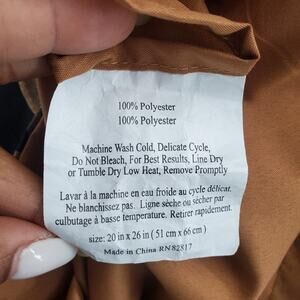 100% Polyester
100% Polyester
Machine Wash Cold, Delicate Cycle,
Do Not Bleach, For Best Results, Line Dry
or Tumble Dry Low Heat, Remove Promptly
Lavar à la machine en eau froide au cycle délicat.
Ne blanchissez pas. Ligne sèche ou sécher par
culbutage à basse temperature. Retirer rapidement.
size: 20 in x 26 in ( 51 cm x 66 cm )
Made in China RN 82817